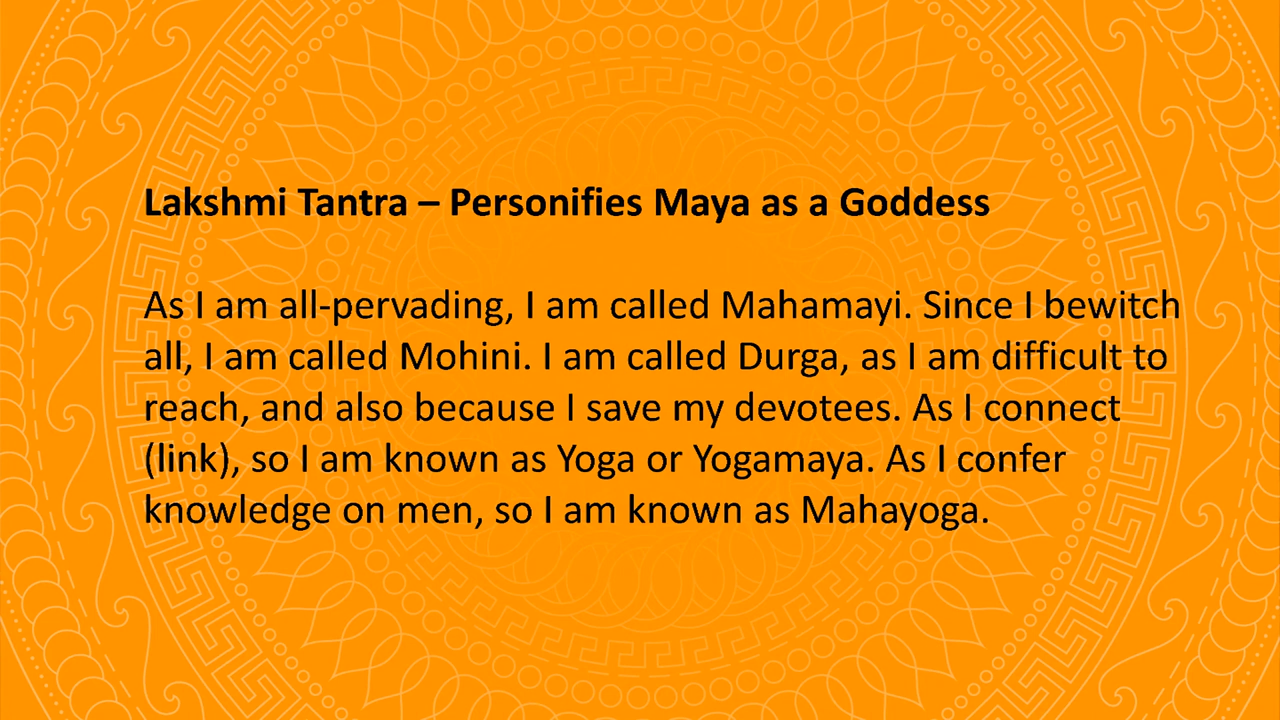 Lakshmi Tantra – Personifies Maya as a Goddess
As I am all-pervading, I am called Mahamayi. Since I bewitch
all, I am called Mohini. I am called Durga, as I am difficult to
reach, and also because I save my devotees. As I connect
(link), so I am known as Yoga or Yogamaya. As I confer
knowledge on men, so I am known as Mahayoga.